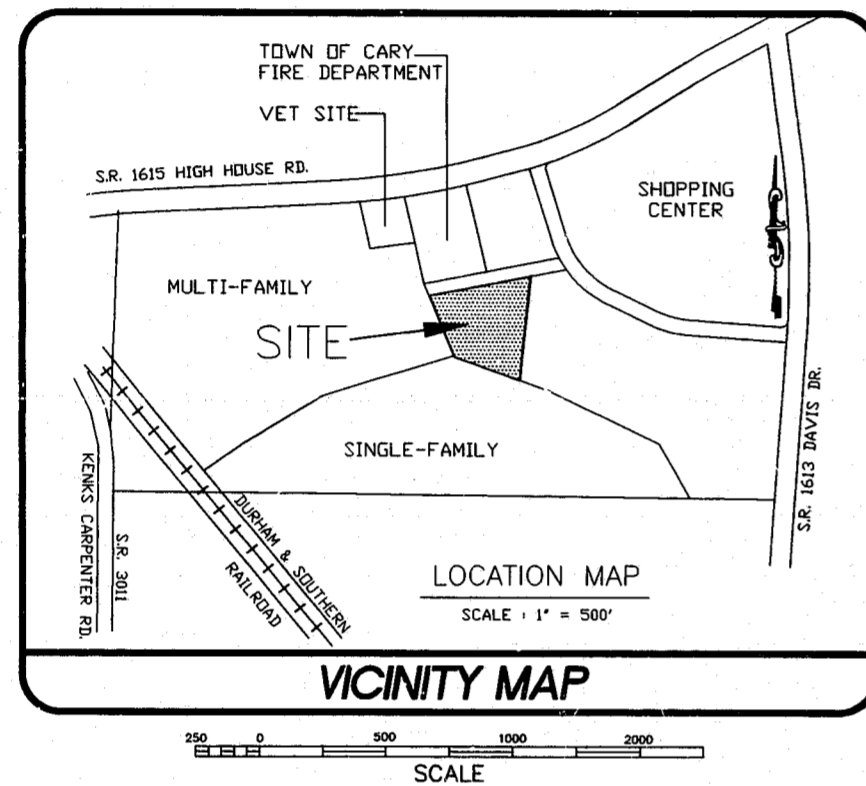 TOWN OF CARY
FIRE DEPARTMENT
VET SITE
S.R. 1615 HIGH HOUSE RD.
SHOPPING
CENTER
MULTI-FAMILY
SITE
SINGLE-FAMILY
S.R. 1613 DAVIS DR.
KENKS CARPENTER RD.
S.R. 3011
DURHAM & SOUTHERN
RAILROAD
LOCATION MAP
SCALE : 1" = 500'
VICINITY MAP
250 0 500 1000 2000
SCALE